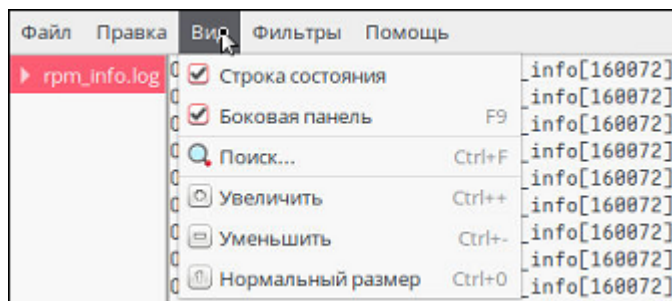 Файл Правка Вид Фильтры Помощь
rpm_info.log
Строка состояния
Боковая панель F9
Поиск... Ctrl+F
Увеличить Ctrl++
Уменьшить Ctrl+-
Нормальный размер Ctrl+0
_info[160072]
_info[160072]
_info[160072]
_info[160072]
_info[160072]
_info[160072]
_info[160072]
_info[160072]
_info[160072]